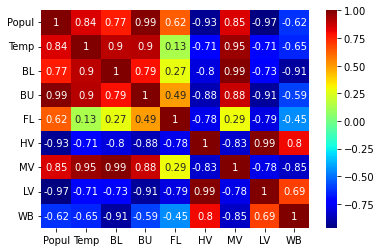 Popul 1 0.84 0.77 0.99 0.62 -0.93 0.85 -0.97 -0.62
Temp 0.84 1 0.9 0.9 0.13 -0.71 0.95 -0.71 -0.65
BL 0.77 0.9 1 0.79 0.27 -0.8 0.99 -0.73 -0.91
BU 0.99 0.9 0.79 1 0.49 -0.88 0.88 -0.91 -0.59
FL 0.62 0.13 0.27 0.49 1 -0.78 0.29 -0.79 -0.45
HV -0.93 -0.71 -0.8 -0.88 -0.78 1 -0.83 0.99 0.8
MV 0.85 0.95 0.99 0.88 0.29 -0.83 1 -0.78 -0.85
LV -0.97 -0.71 -0.73 -0.91 -0.79 0.99 -0.78 1 0.69
WB -0.62 -0.65 -0.91 -0.59 -0.45 0.8 -0.85 0.69 1
Popul Temp BL BU FL HV MV LV WB
1.00
0.75
0.50
0.25
0.00
−0.25
−0.50
−0.75